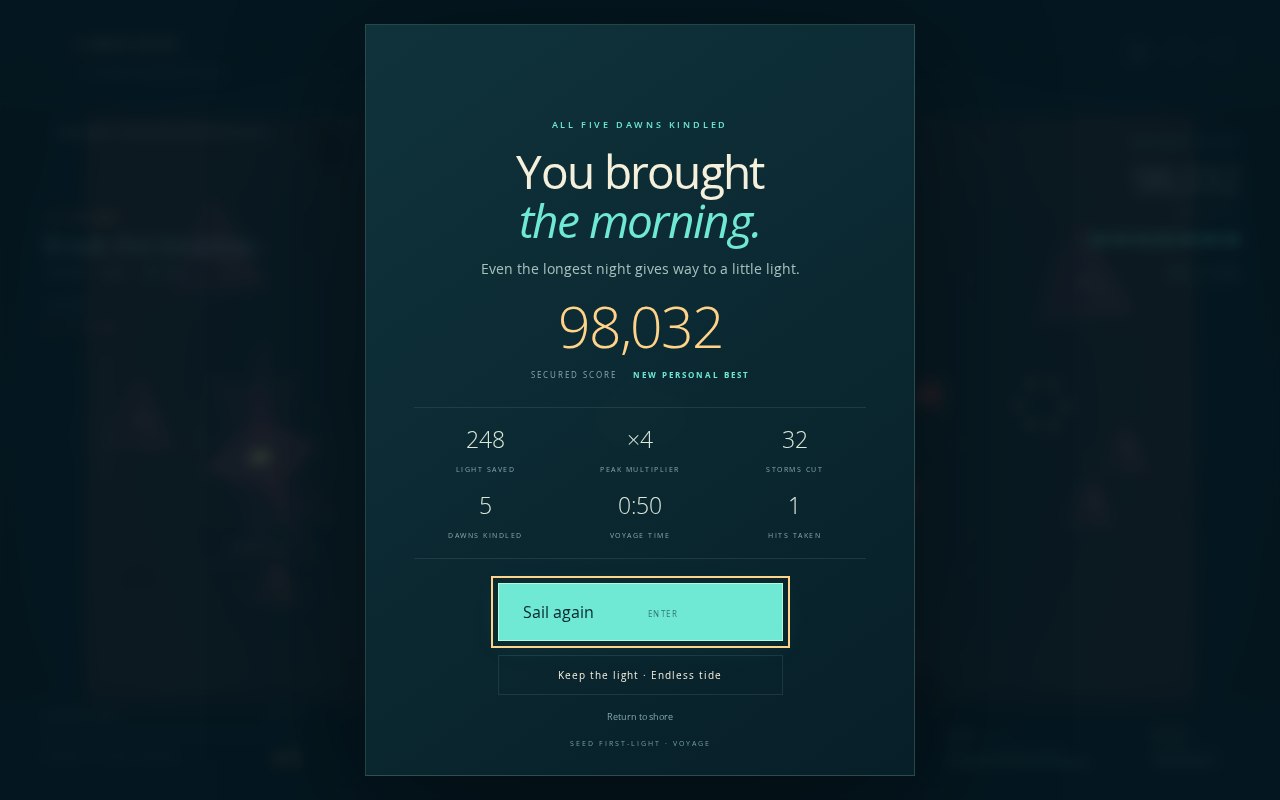 ALL FIVE DAWNS KINDLED
You brought
the morning.
Even the longest night gives way to a little light.
98,032
SECURED SCORE NEW PERSONAL BEST
248 ×4 32
LIGHT SAVED PEAK MULTIPLIER STORMS CUT
5 0:50 1
DAWNS KINDLED VOYAGE TIME HITS TAKEN
Sail again ENTER
Keep the light · Endless tide
Return to shore
SEED FIRST-LIGHT · VOYAGE